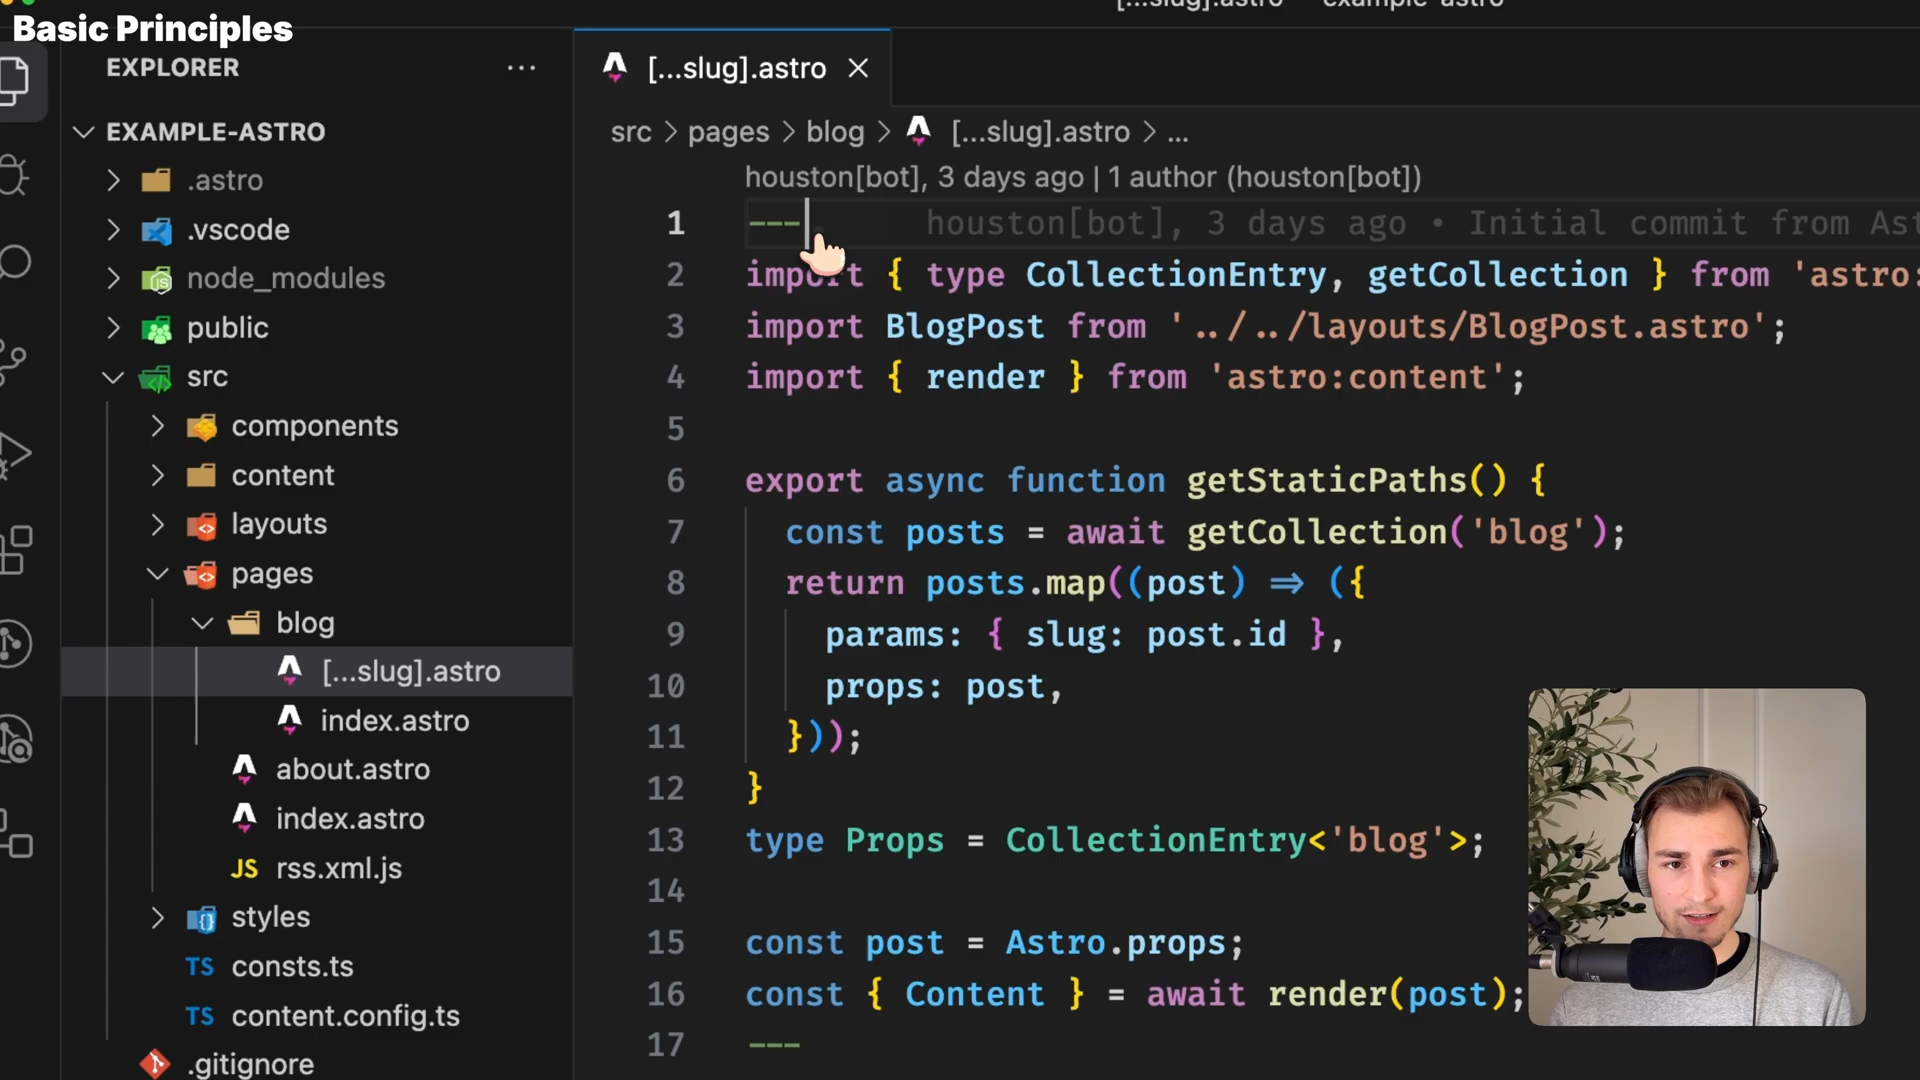 Basic Principles
EXPLORER
EXAMPLE-ASTRO
.astro
.vscode
node_modules
public
src
components
content
layouts
pages
blog
[...slug].astro
index.astro
about.astro
index.astro
JS rss.xml.js
styles
TS consts.ts
TS content.config.ts
.gitignore
[...slug].astro
src > pages > blog > [...slug].astro > ...
houston[bot], 3 days ago | 1 author (houston[bot])
1 --- houston[bot], 3 days ago • Initial commit from Ast
2 import { type CollectionEntry, getCollection } from 'astro:
3 import BlogPost from '../../layouts/BlogPost.astro';
4 import { render } from 'astro:content';
5
6 export async function getStaticPaths() {
7 const posts = await getCollection('blog');
8 return posts.map((post) => ({
9 params: { slug: post.id },
10 props: post,
11 }));
12 }
13 type Props = CollectionEntry<'blog'>;
14
15 const post = Astro.props;
16 const { Content } = await render(post);
17 ---